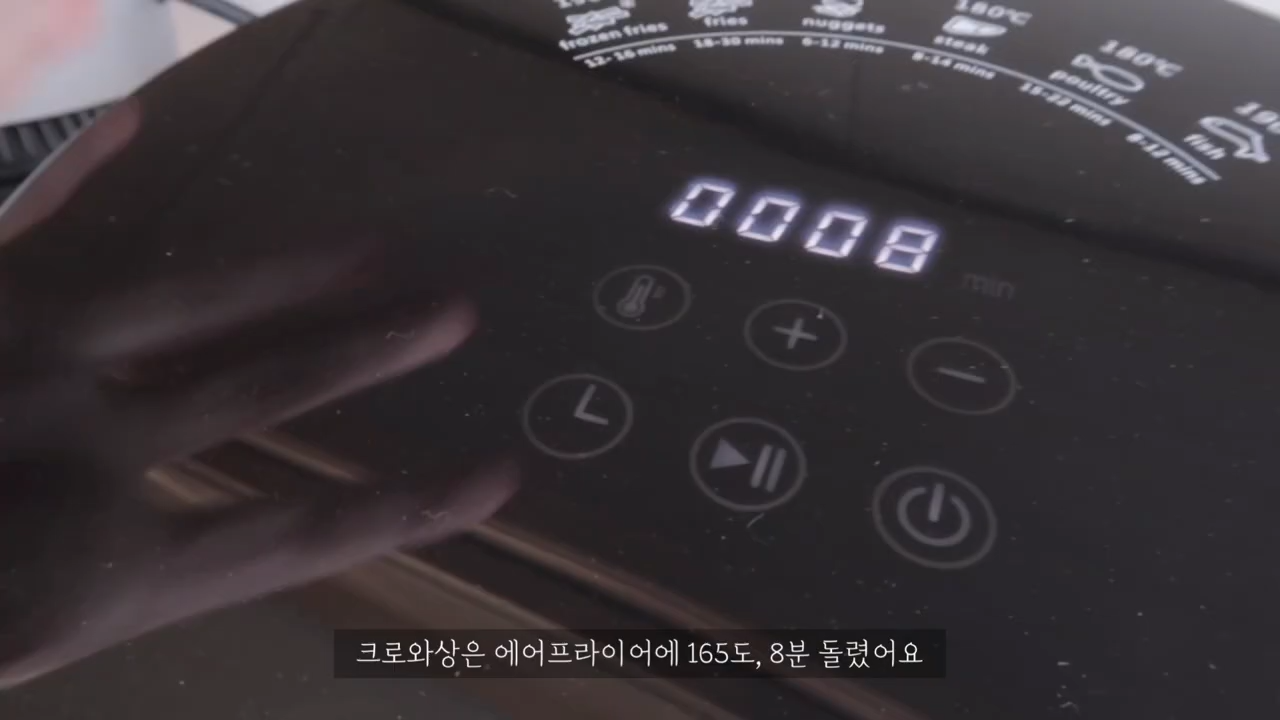 180℃
180℃
frozen fries
fries
nuggets
steak
poultry
fish
12-16 mins
18-30 mins
6-12 mins
8-14 mins
15-22 mins
8-12 mins
0008
min
크로와상은 에어프라이어에 165도, 8분 돌렸어요